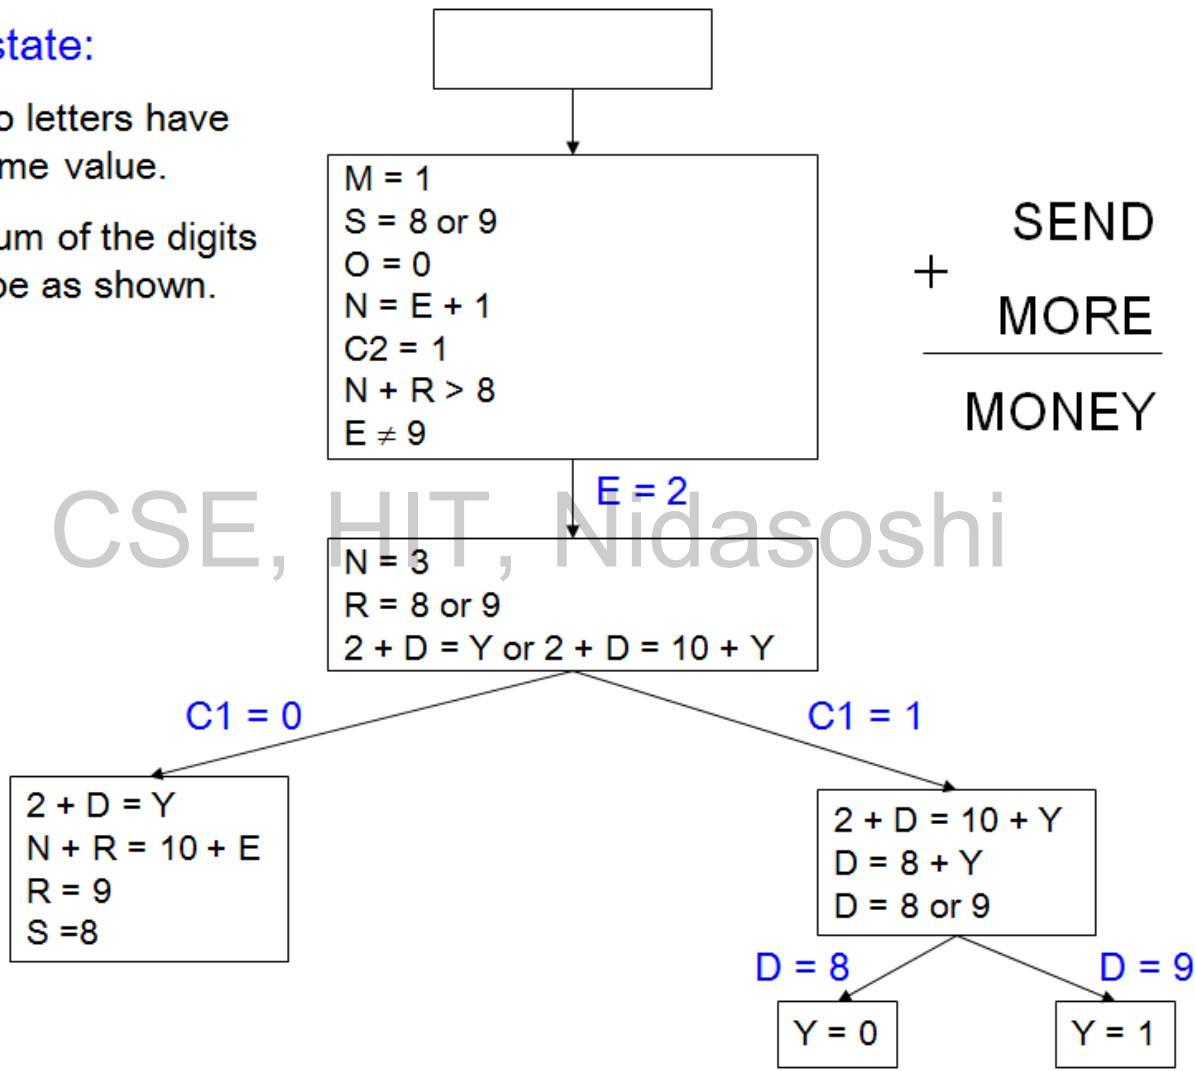 state:
o letters have
me value.
um of the digits
be as shown.
M = 1
S = 8 or 9
O = 0
N = E + 1
C2 = 1
N + R > 8
E ≠ 9
SEND
+
MORE
MONEY
E = 2
CSE, HIT, Nidasoshi
N = 3
R = 8 or 9
2 + D = Y or 2 + D = 10 + Y
C1 = 0
C1 = 1
2 + D = Y
N + R = 10 + E
R = 9
S =8
2 + D = 10 + Y
D = 8 + Y
D = 8 or 9
D = 8
D = 9
Y = 0
Y = 1